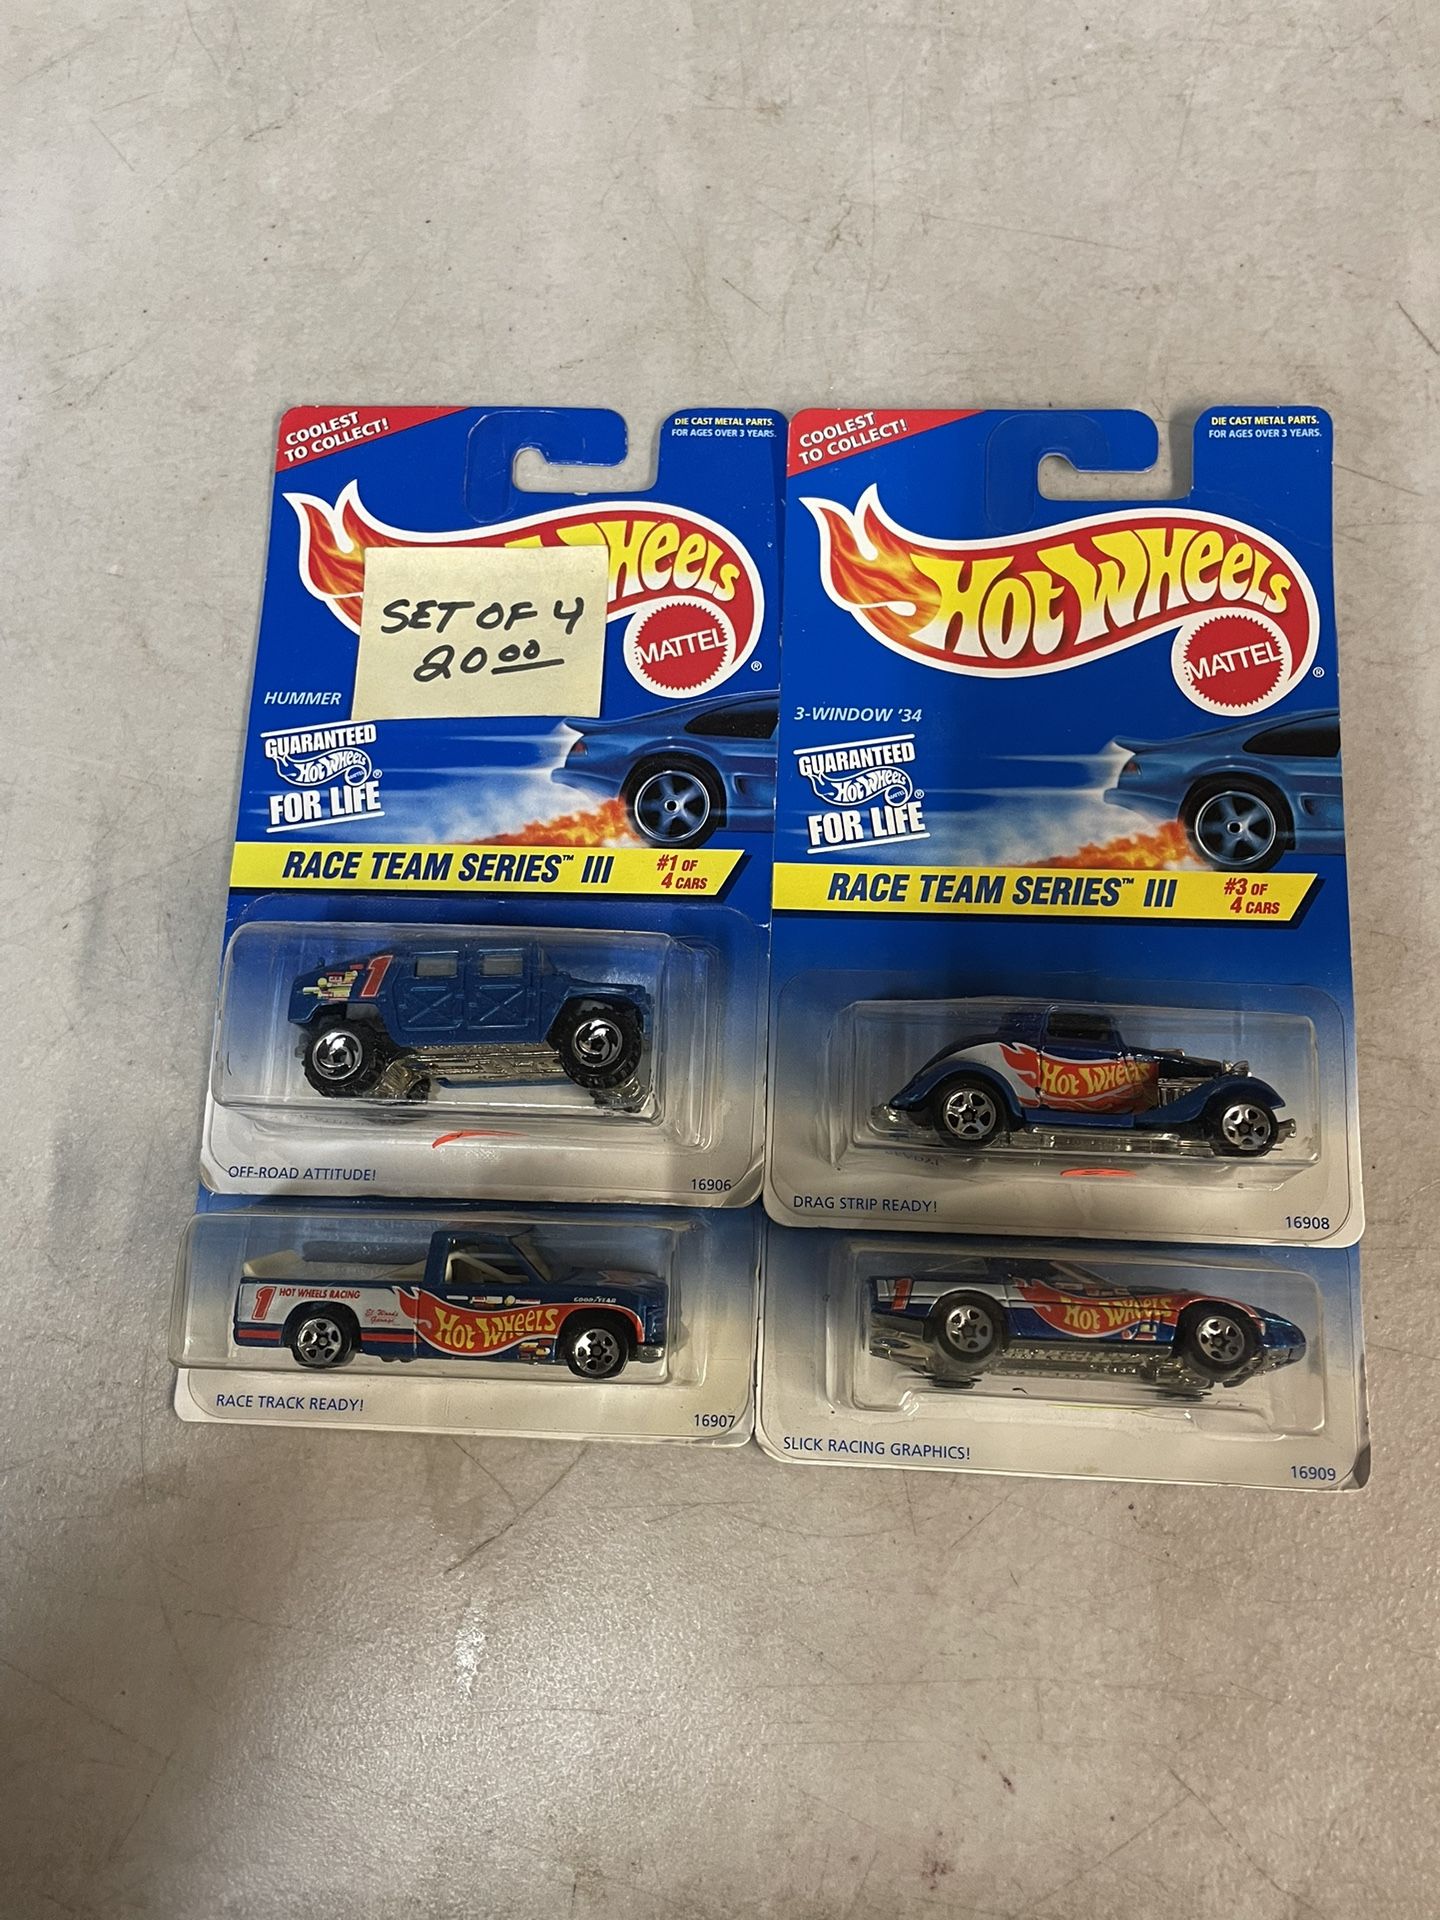 COOLEST
TO COLLECT!
DIE CAST METAL PARTS.
FOR AGES OVER 3 YEARS.
WHeeLs
MATTEL
®
SET OF 4
20.00
HUMMER
GUARANTEED
Hot WHeeLs
®
FOR LIFE
RACE TEAM SERIES™ III
#1 OF
4 CARS
1
OFF-ROAD ATTITUDE!
16906
COOLEST
TO COLLECT!
DIE CAST METAL PARTS.
FOR AGES OVER 3 YEARS.
Hot WHeeLs
MATTEL
®
3-WINDOW '34
GUARANTEED
Hot WHeeLs
®
FOR LIFE
RACE TEAM SERIES™ III
#3 OF
4 CARS
Hot WHeeLs
DRAG STRIP READY!
16908
1 HOT WHEELS RACING
GOODYEAR
Hot WHeeLs
RACE TRACK READY!
16907
1
Hot WHeeLs
SLICK RACING GRAPHICS!
16909